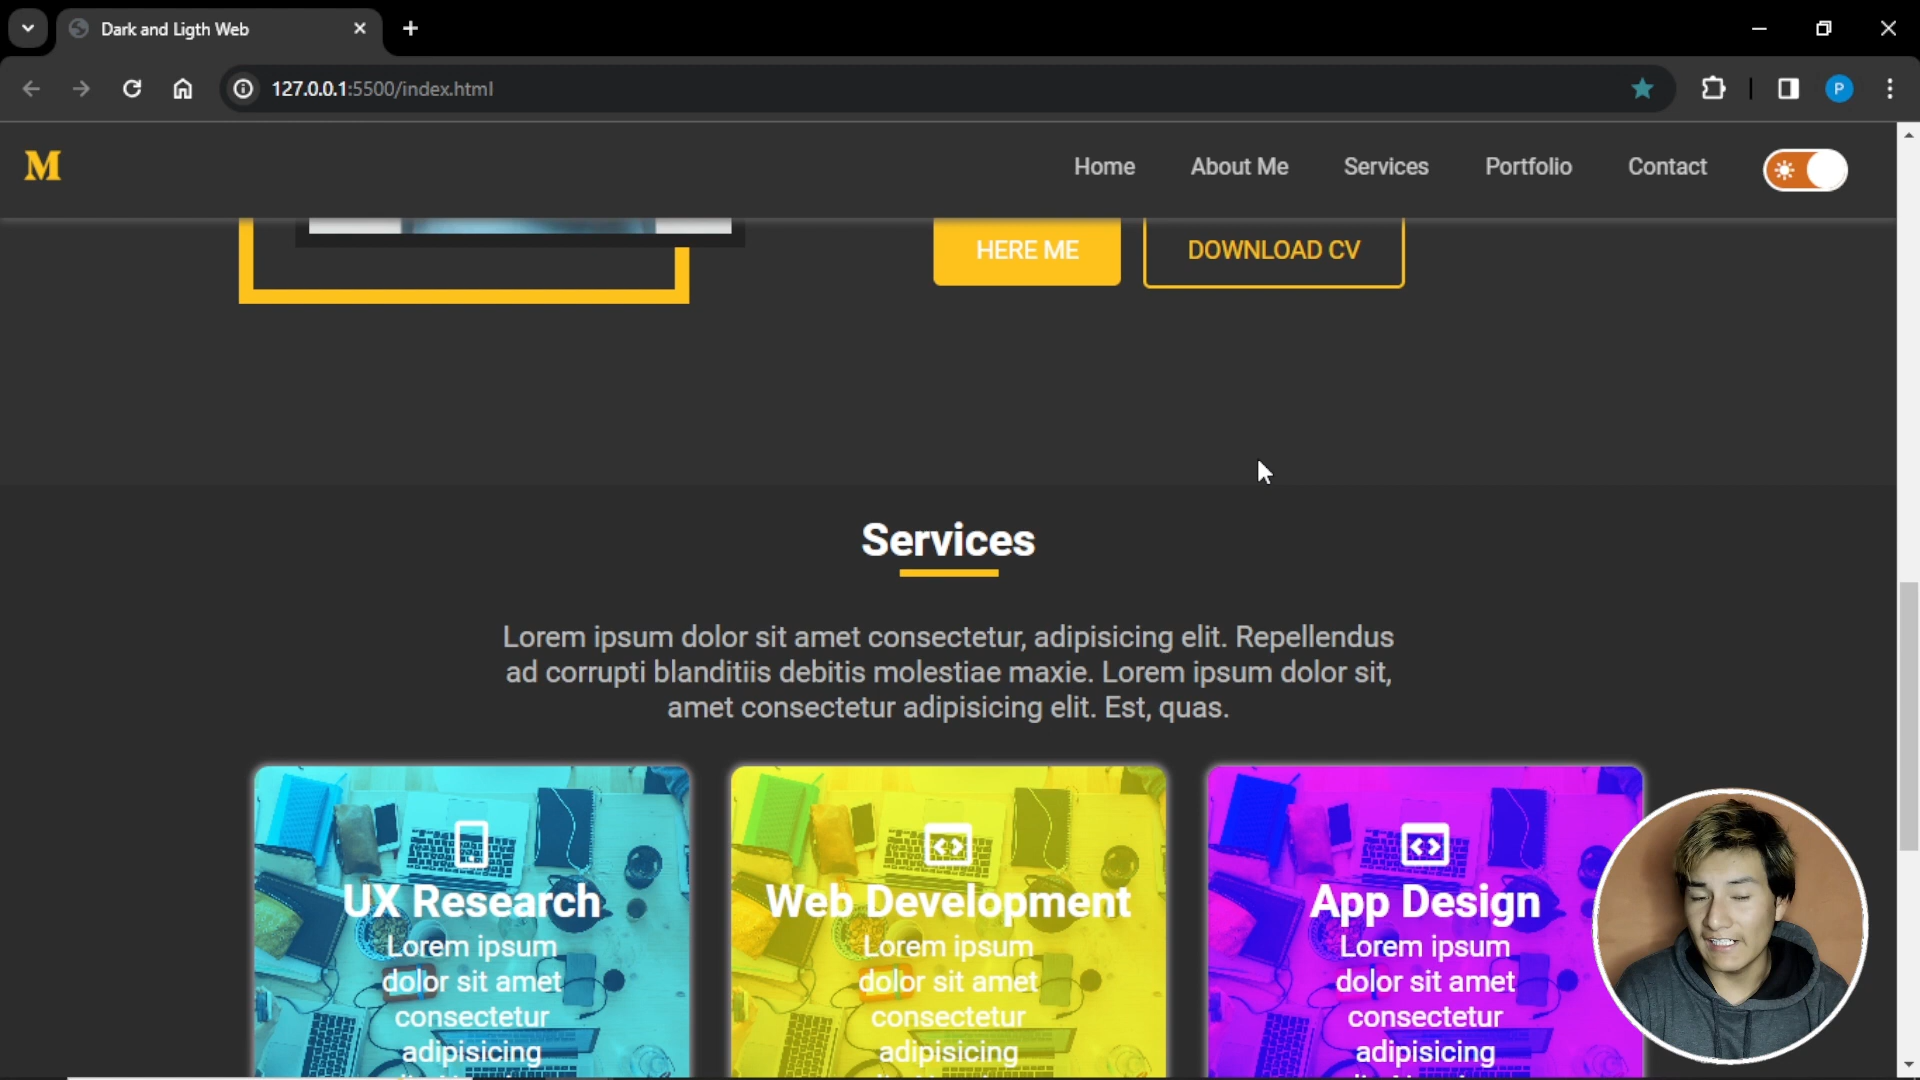 Dark and Ligth Web
127.0.0.1:5500/index.html
P
M
Home
About Me
Services
Portfolio
Contact
HERE ME
DOWNLOAD CV
Services
Lorem ipsum dolor sit amet consectetur, adipisicing elit. Repellendus
ad corrupti blanditiis debitis molestiae maxie. Lorem ipsum dolor sit,
amet consectetur adipisicing elit. Est, quas.
UX Research
Lorem ipsum
dolor sit amet
consectetur
adipisicing
Web Development
Lorem ipsum
dolor sit amet
consectetur
adipisicing
App Design
Lorem ipsum
dolor sit amet
consectetur
adipisicing